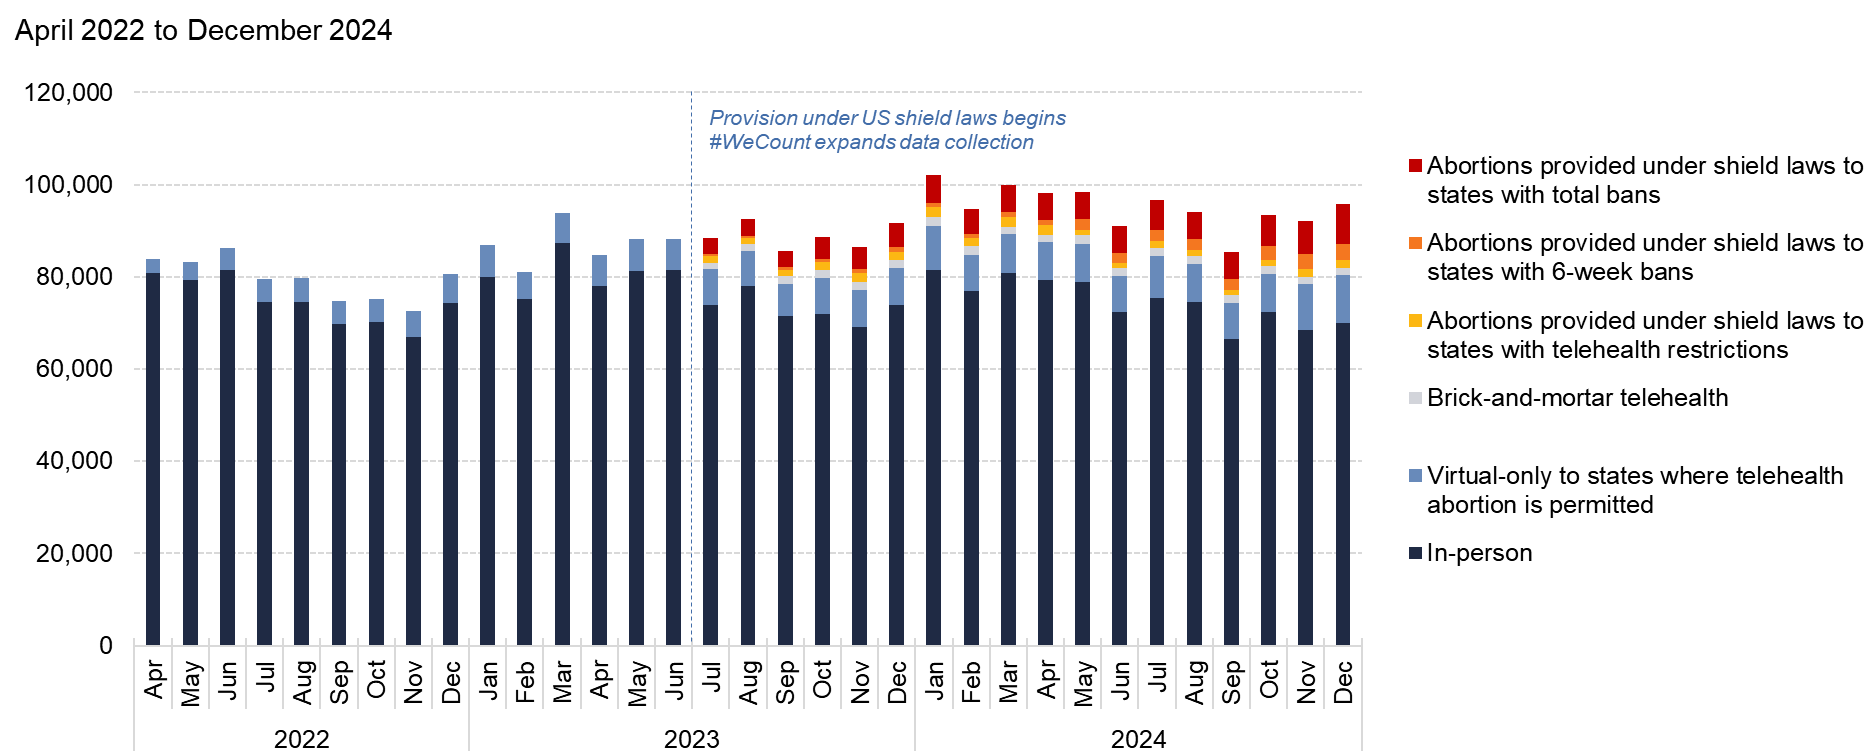 April 2022 to December 2024
120,000
100,000
80,000
60,000
40,000
20,000
0
Provision under US shield laws begins
#WeCount expands data collection
Apr
May
Jun
Jul
Aug
Sep
Oct
Nov
Dec
Jan
Feb
Mar
Apr
May
Jun
Jul
Aug
Sep
Oct
Nov
Dec
Jan
Feb
Mar
Apr
May
Jun
Jul
Aug
Sep
Oct
Nov
Dec
2022
2023
2024
Abortions provided under shield laws to
states with total bans
Abortions provided under shield laws to
states with 6-week bans
Abortions provided under shield laws to
states with telehealth restrictions
Brick-and-mortar telehealth
Virtual-only to states where telehealth
abortion is permitted
In-person